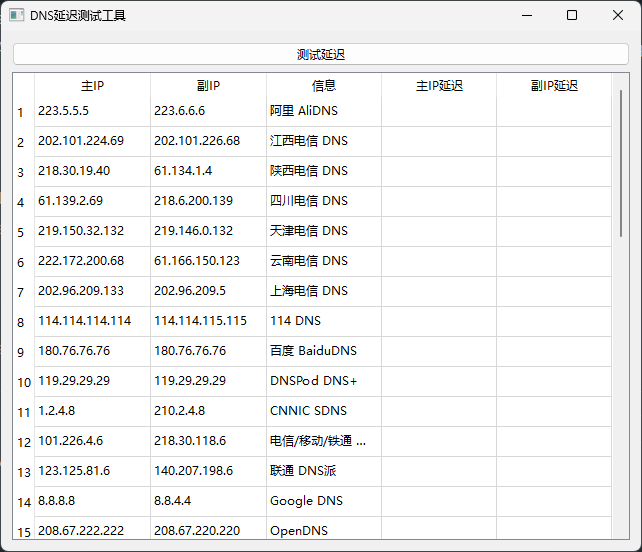 DNS延迟测试工具
测试延迟
主IP 副IP 信息 主IP延迟 副IP延迟
1 223.5.5.5 223.6.6.6 阿里 AliDNS
2 202.101.224.69 202.101.226.68 江西电信 DNS
3 218.30.19.40 61.134.1.4 陕西电信 DNS
4 61.139.2.69 218.6.200.139 四川电信 DNS
5 219.150.32.132 219.146.0.132 天津电信 DNS
6 222.172.200.68 61.166.150.123 云南电信 DNS
7 202.96.209.133 202.96.209.5 上海电信 DNS
8 114.114.114.114 114.114.115.115 114 DNS
9 180.76.76.76 180.76.76.76 百度 BaiduDNS
10 119.29.29.29 119.29.29.29 DNSPod DNS+
11 1.2.4.8 210.2.4.8 CNNIC SDNS
12 101.226.4.6 218.30.118.6 电信/移动/铁通 ...
13 123.125.81.6 140.207.198.6 联通 DNS派
14 8.8.8.8 8.8.4.4 Google DNS
15 208.67.222.222 208.67.220.220 OpenDNS